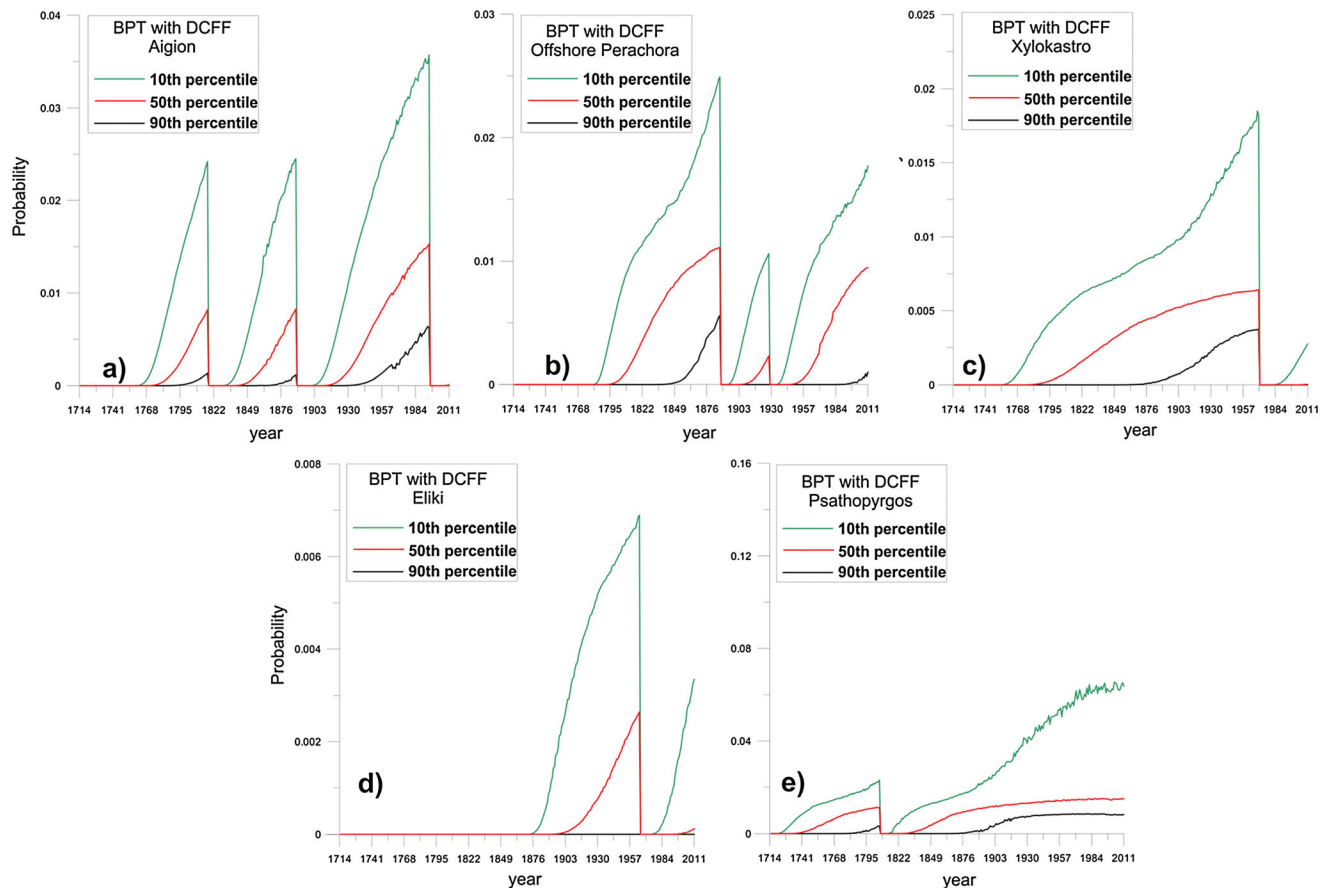 BPT with DCFF
Aigion
10th percentile
50th percentile
90th percentile
0.04
0.03
0.02
0.01
0
Probability
a)
1714 1741 1768 1795 1822 1849 1876 1903 1930 1957 1984 2011
year
BPT with DCFF
Offshore Perachora
10th percentile
50th percentile
90th percentile
0.03
0.02
0.01
0
b)
1714 1741 1768 1795 1822 1849 1876 1903 1930 1957 1984 2011
year
BPT with DCFF
Xylokastro
10th percentile
50th percentile
90th percentile
0.025
0.02
0.015
0.01
0.005
0
c)
1714 1741 1768 1795 1822 1849 1876 1903 1930 1957 1984 2011
year
BPT with DCFF
Eliki
10th percentile
50th percentile
90th percentile
0.008
0.006
0.004
0.002
0
Probability
d)
1714 1741 1768 1795 1822 1849 1876 1903 1930 1957 1984 2011
year
BPT with DCFF
Psathopyrgos
10th percentile
50th percentile
90th percentile
0.16
0.12
0.08
0.04
0
e)
1714 1741 1768 1795 1822 1849 1876 1903 1930 1957 1984 2011
year